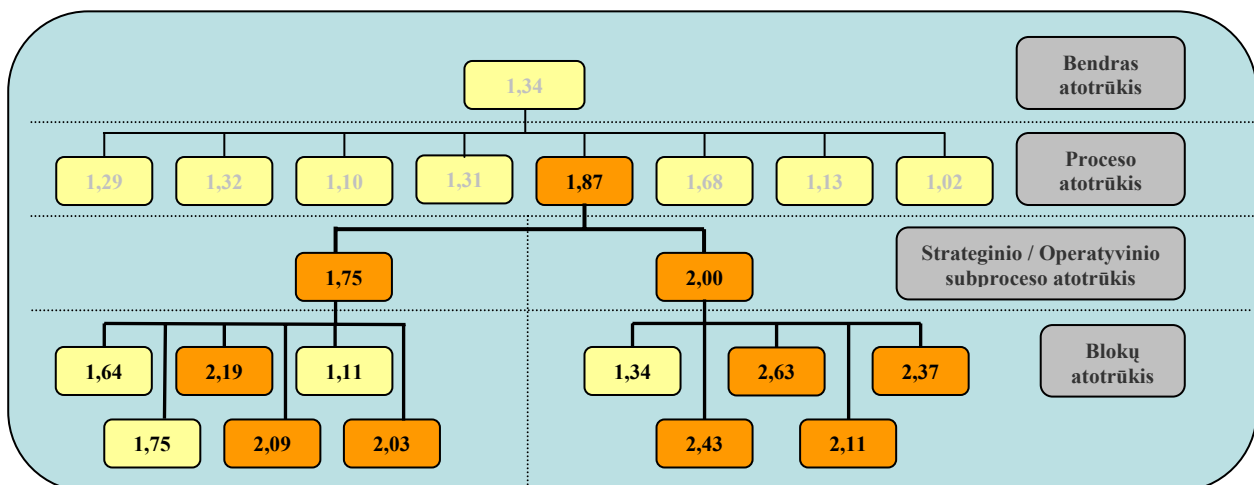 Bendras
atotrūkis
1,34
1,29 1,32 1,10 1,31 1,87 1,68 1,13 1,02
Proceso
atotrūkis
1,75 2,00
Strateginio / Operatyvinio
subproceso atotrūkis
1,64 2,19 1,11 1,34 2,63 2,37
Blokų
atotrūkis
1,75 2,09 2,03 2,43 2,11